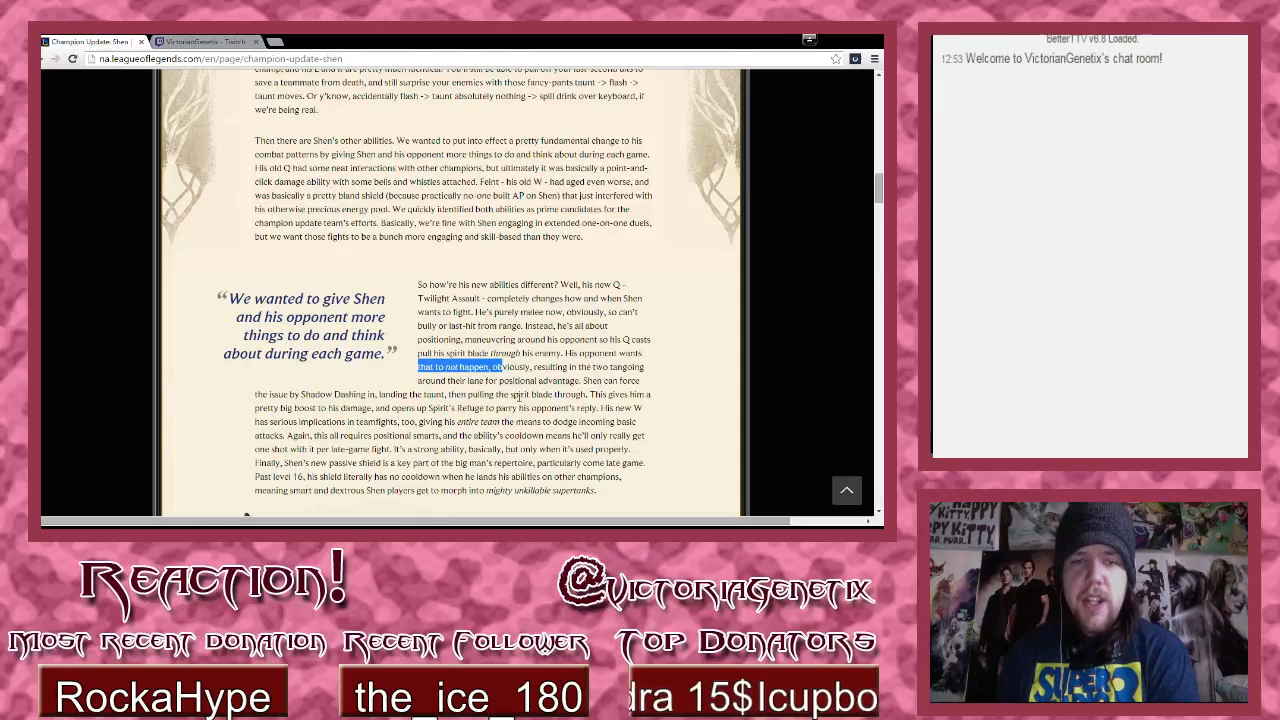 Champion Update: Shen
VictorianGenetix - Twitch
na.leagueoflegends.com/en/page/champion-update-shen
save a teammate from death, and still surprise your enemies with those fancy-pants taunt -> flash ->
taunt moves. Or y'know, accidentally flash -> taunt absolutely nothing -> spill drink over keyboard, if
we're being real.
Then there are Shen's other abilities. We wanted to put into effect a pretty fundamental change to his
combat patterns by giving Shen and his opponent more things to do and think about during each game.
His old Q had some neat interactions with other champions, but ultimately it was basically a point-and-
click damage ability with some bells and whistles attached. Feint - his old W - had aged even worse, and
was basically a pretty bland shield (because practically no-one built AP on Shen) that just interfered with
his otherwise precious energy pool. We quickly identified both abilities as prime candidates for the
champion update team's efforts. Basically, we're fine with Shen engaging in extended one-on-one duels,
but we want those fights to be a bunch more engaging and skill-based than they were.
“We wanted to give Shen
and his opponent more
things to do and think
about during each game.”
So how're his new abilities different? Well, his new Q -
Twilight Assault - completely changes how and when Shen
wants to fight. He's purely melee now, obviously, so can't
bully or last-hit from range. Instead, he's all about
positioning, maneuvering around his opponent so his Q casts
pull his spirit blade through his enemy. His opponent wants
that to not happen, obviously, resulting in the two tangoing
around their lane for positional advantage. Shen can force
the issue by Shadow Dashing in, landing the taunt, then pulling the spirit blade through. This gives him a
pretty big boost to his damage, and opens up Spirit's Refuge to parry his opponent's reply. His new W
has serious implications in teamfights, too, giving his entire team the means to dodge incoming basic
attacks. Again, this all requires positional smarts, and the ability's cooldown means he'll only really get
one shot with it per late-game fight. It's a strong ability, basically, but only when it's used properly.
Finally, Shen's new passive shield is a key part of the big man's repertoire, particularly come late game.
Past level 16, his shield literally has no cooldown when he lands his abilities on other champions,
meaning smart and dextrous Shen players get to morph into mighty unkillable supertanks.
BetterTTV v6.8 Loaded.
12:53 Welcome to VictorianGenetix's chat room!
Happy Kitty
Purr, Purr.
SUPER
Reaction!
@VictoriaGenetix
Most recent donation
Recent Follower
Top Donators
RockaHype
the_ice_180
dra 15$Icupbo